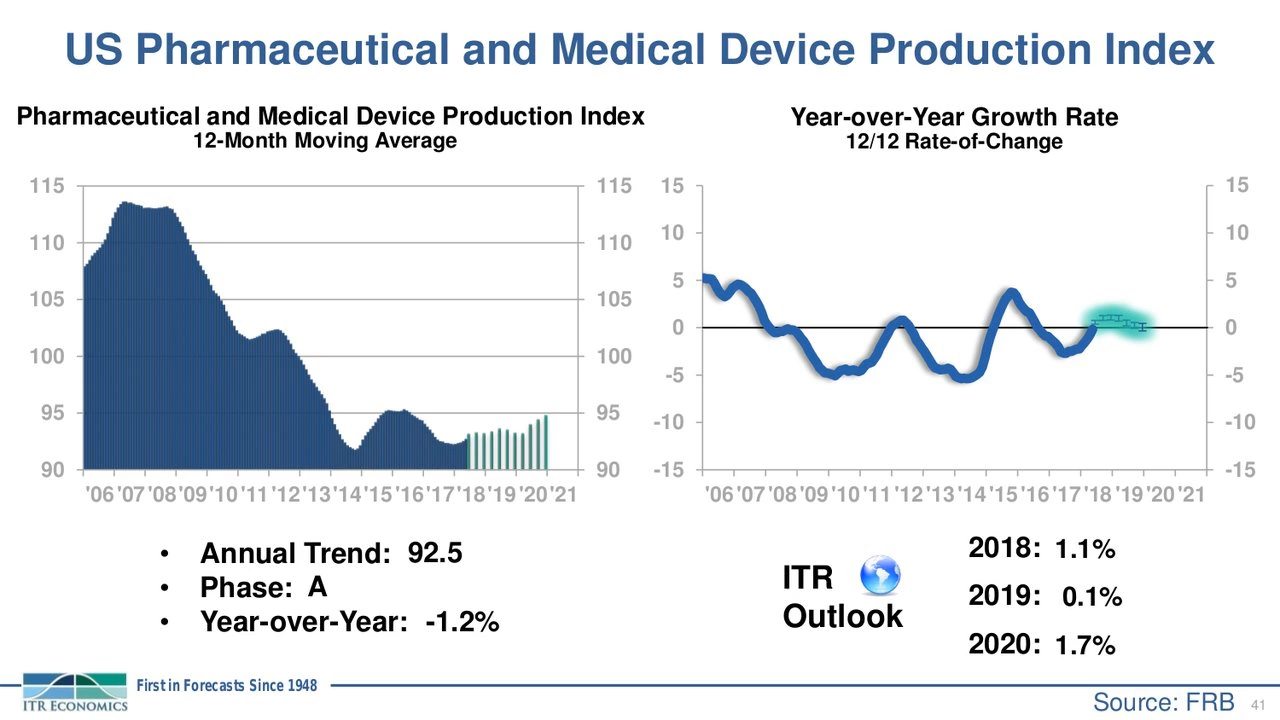 US Pharmaceutical and Medical Device Production Index
Pharmaceutical and Medical Device Production Index
12-Month Moving Average
115
110
105
100
95
90
115
110
105
100
95
90
'06 '07 '08 '09 '10 '11 '12 '13 '14 '15 '16 '17 '18 '19 '20 '21
Year-over-Year Growth Rate
12/12 Rate-of-Change
15
10
5
0
-5
-10
-15
15
10
5
0
-5
-10
-15
'06 '07 '08 '09 '10 '11 '12 '13 '14 '15 '16 '17 '18 '19 '20 '21
• Annual Trend: 92.5
• Phase: A
• Year-over-Year: -1.2%
ITR
Outlook
2018: 1.1%
2019: 0.1%
2020: 1.7%
ITR ECONOMICS
First in Forecasts Since 1948
Source: FRB
41